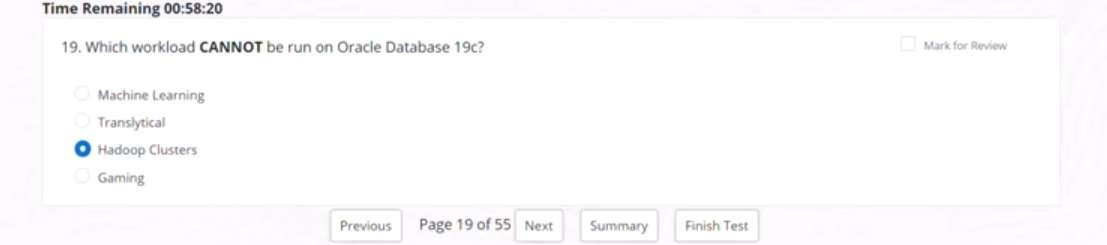 Time Remaining 00:58:20
19. Which workload CANNOT be run on Oracle Database 19c?
Mark for Review
Machine Learning
Translytical
Hadoop Clusters
Gaming
Previous Page 19 of 55 Next Summary Finish Test